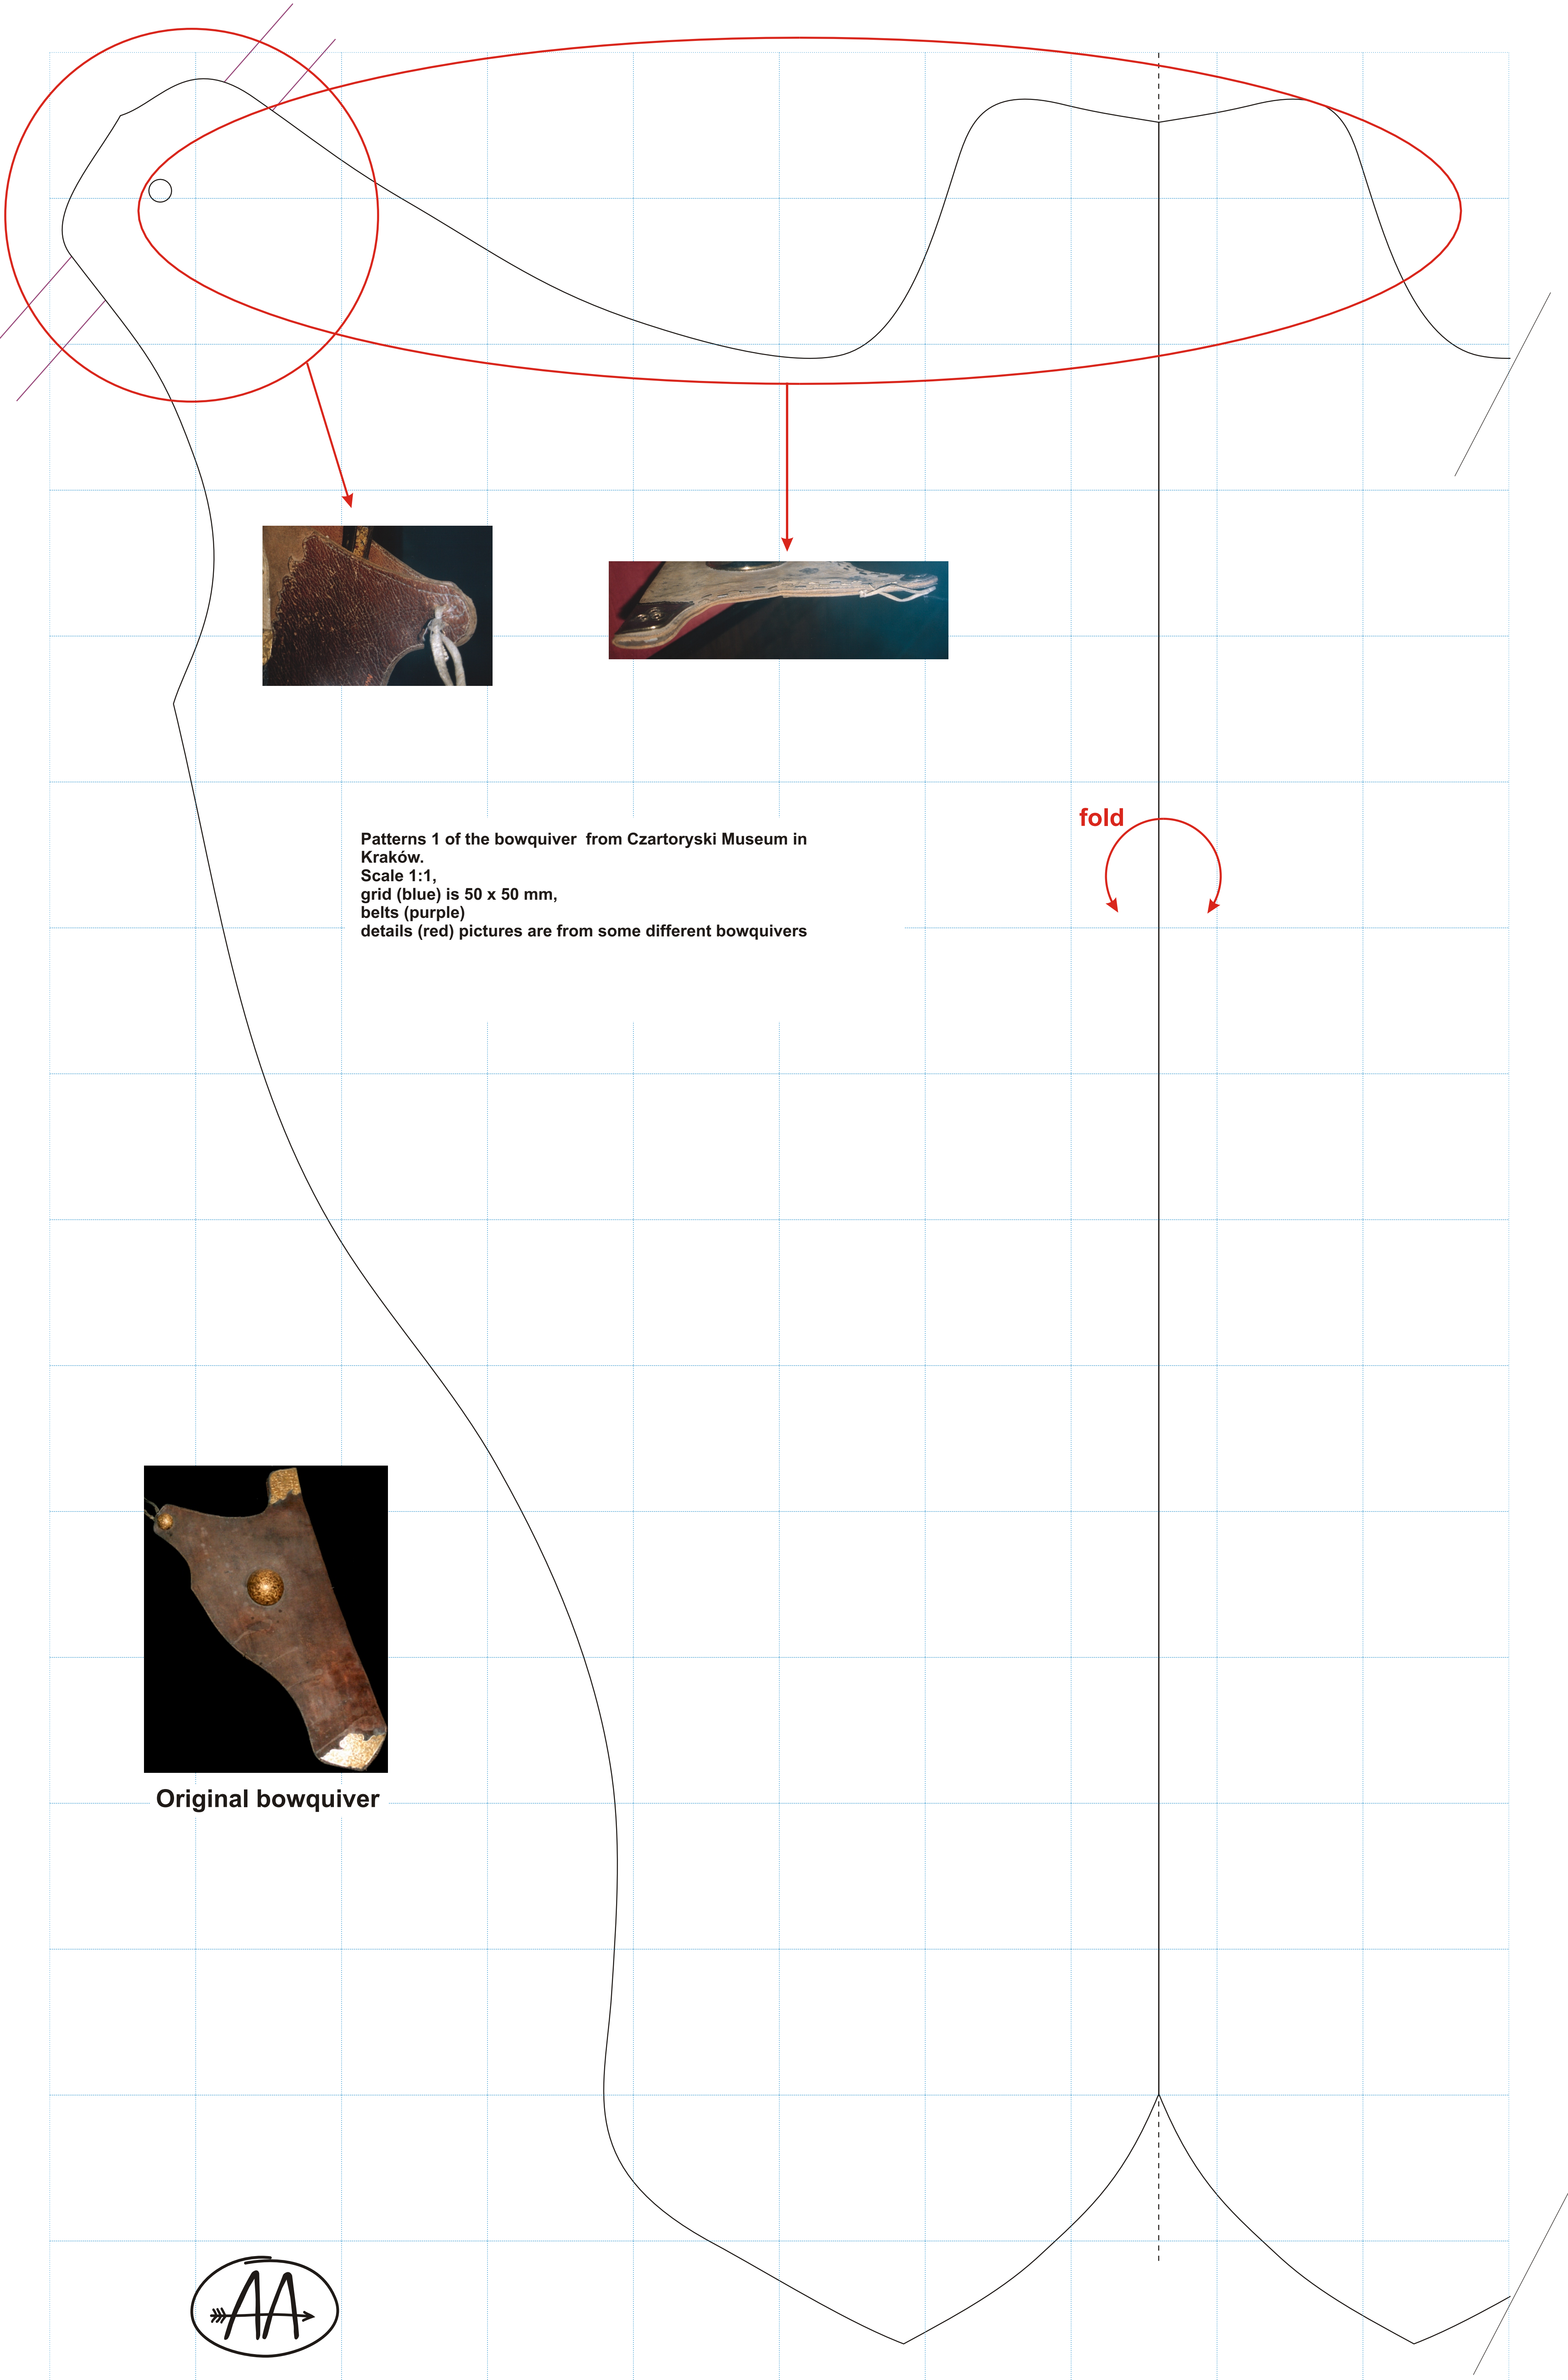 fold
Patterns 1 of the bowquiver  from Czartoryski Museum in
Kraków.
Scale 1:1,
grid (blue) is 50 x 50 mm,
belts (purple)
details (red) pictures are from some different bowquivers
Original bowquiver
AA